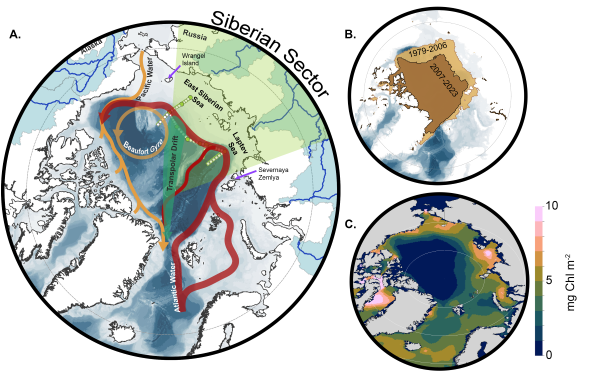 Siberian Sector
A.
Alaska
Russia
Wrangel
Island
Pacific Water
East Siberian
Sea
Beaufort Gyre
Transpolar Drift
Laptev
Sea
Severnaya
Zemlya
Atlantic Water
B.
1979-2006
2007-2023
C.
10
5
0
mg Chl m⁻²